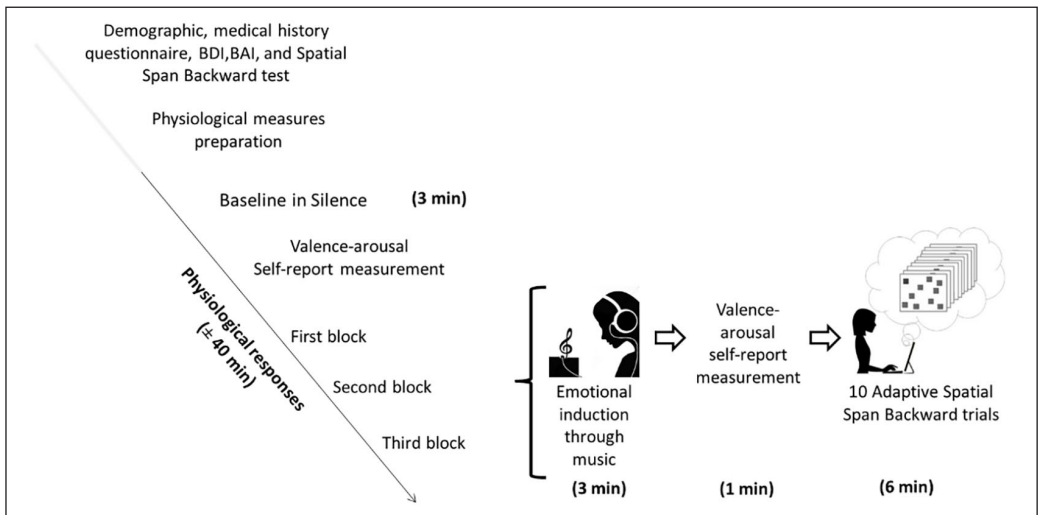 Demographic, medical history
questionnaire, BDI,BAI, and Spatial
Span Backward test
Physiological measures
preparation
Baseline in Silence (3 min)
Valence-arousal
Self-report measurement
Physiological responses
(± 40 min)
First block
Second block
Third block
Emotional
induction
through
music
(3 min)
Valence-
arousal
self-report
measurement
(1 min)
10 Adaptive Spatial
Span Backward trials
(6 min)